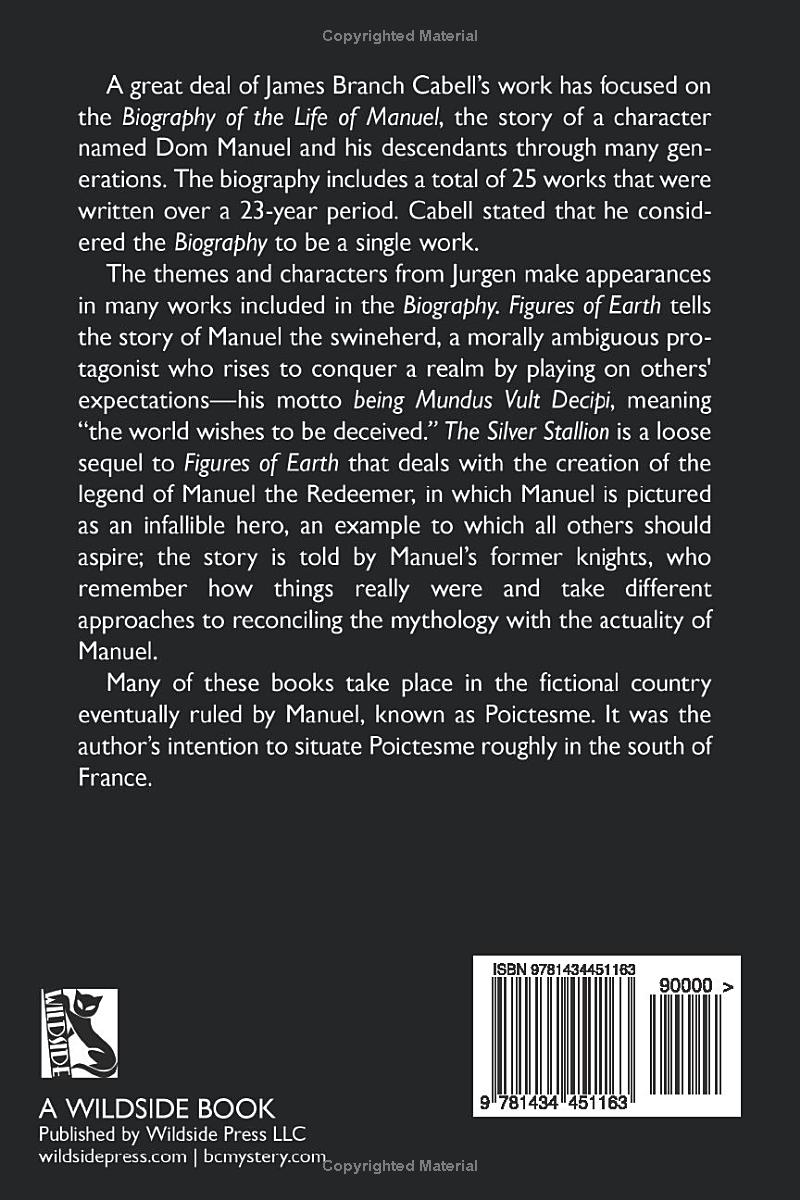 Copyrighted Material
A great deal of James Branch Cabell's work has focused on
the Biography of the Life of Manuel, the story of a character
named Dom Manuel and his descendants through many gen-
erations. The biography includes a total of 25 works that were
written over a 23-year period. Cabell stated that he consid-
ered the Biography to be a single work.
The themes and characters from Jurgen make appearances
in many works included in the Biography. Figures of Earth tells
the story of Manuel the swineherd, a morally ambiguous pro-
tagonist who rises to conquer a realm by playing on others'
expectations—his motto being Mundus Vult Decipi, meaning
“the world wishes to be deceived.” The Silver Stallion is a loose
sequel to Figures of Earth that deals with the creation of the
legend of Manuel the Redeemer, in which Manuel is pictured
as an infallible hero, an example to which all others should
aspire; the story is told by Manuel's former knights, who
remember how things really were and take different
approaches to reconciling the mythology with the actuality of
Manuel.
Many of these books take place in the fictional country
eventually ruled by Manuel, known as Poictesme. It was the
author's intention to situate Poictesme roughly in the south of
France.
ISBN 9781434451163
90000 >
9 781434 451163
WILDSIDE
A WILDSIDE BOOK
Published by Wildside Press LLC
wildsidepress.com | bcmystery.com
Copyrighted Material